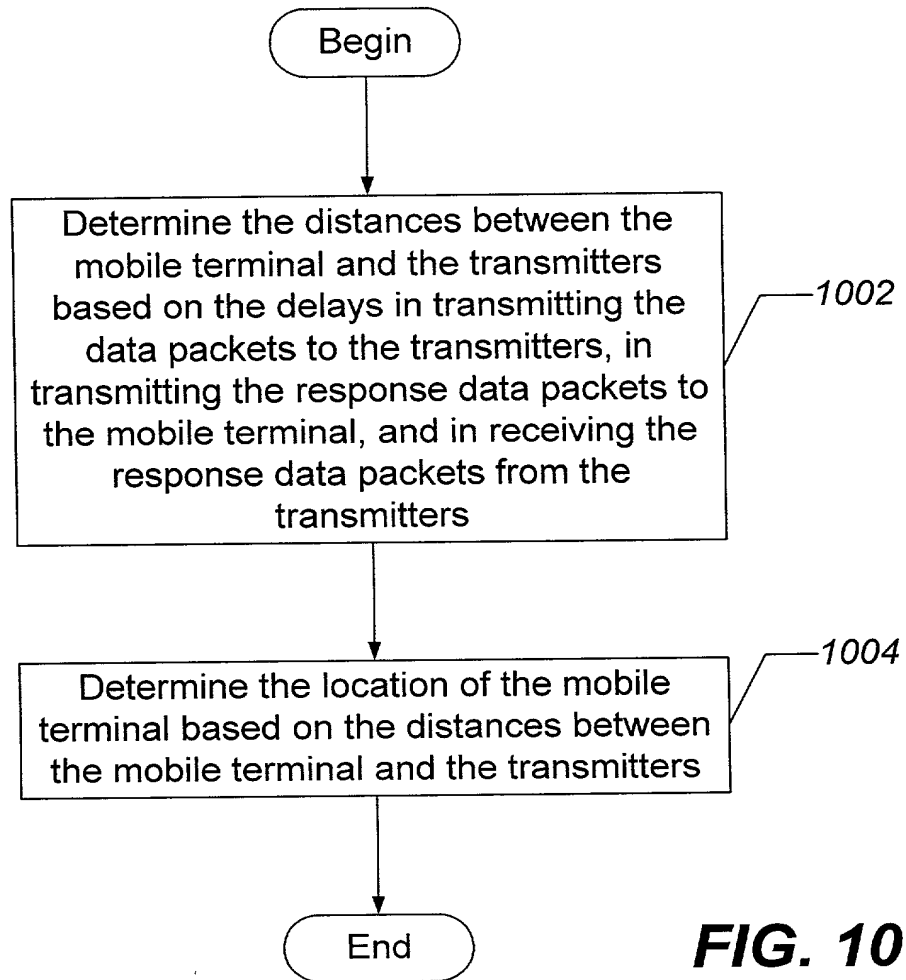 Begin
Determine the distances between the
mobile terminal and the transmitters
based on the delays in transmitting the
data packets to the transmitters, in
transmitting the response data packets to
the mobile terminal, and in receiving the
response data packets from the
transmitters
1002
Determine the location of the mobile
terminal based on the distances between
the mobile terminal and the transmitters
1004
End
FIG. 10